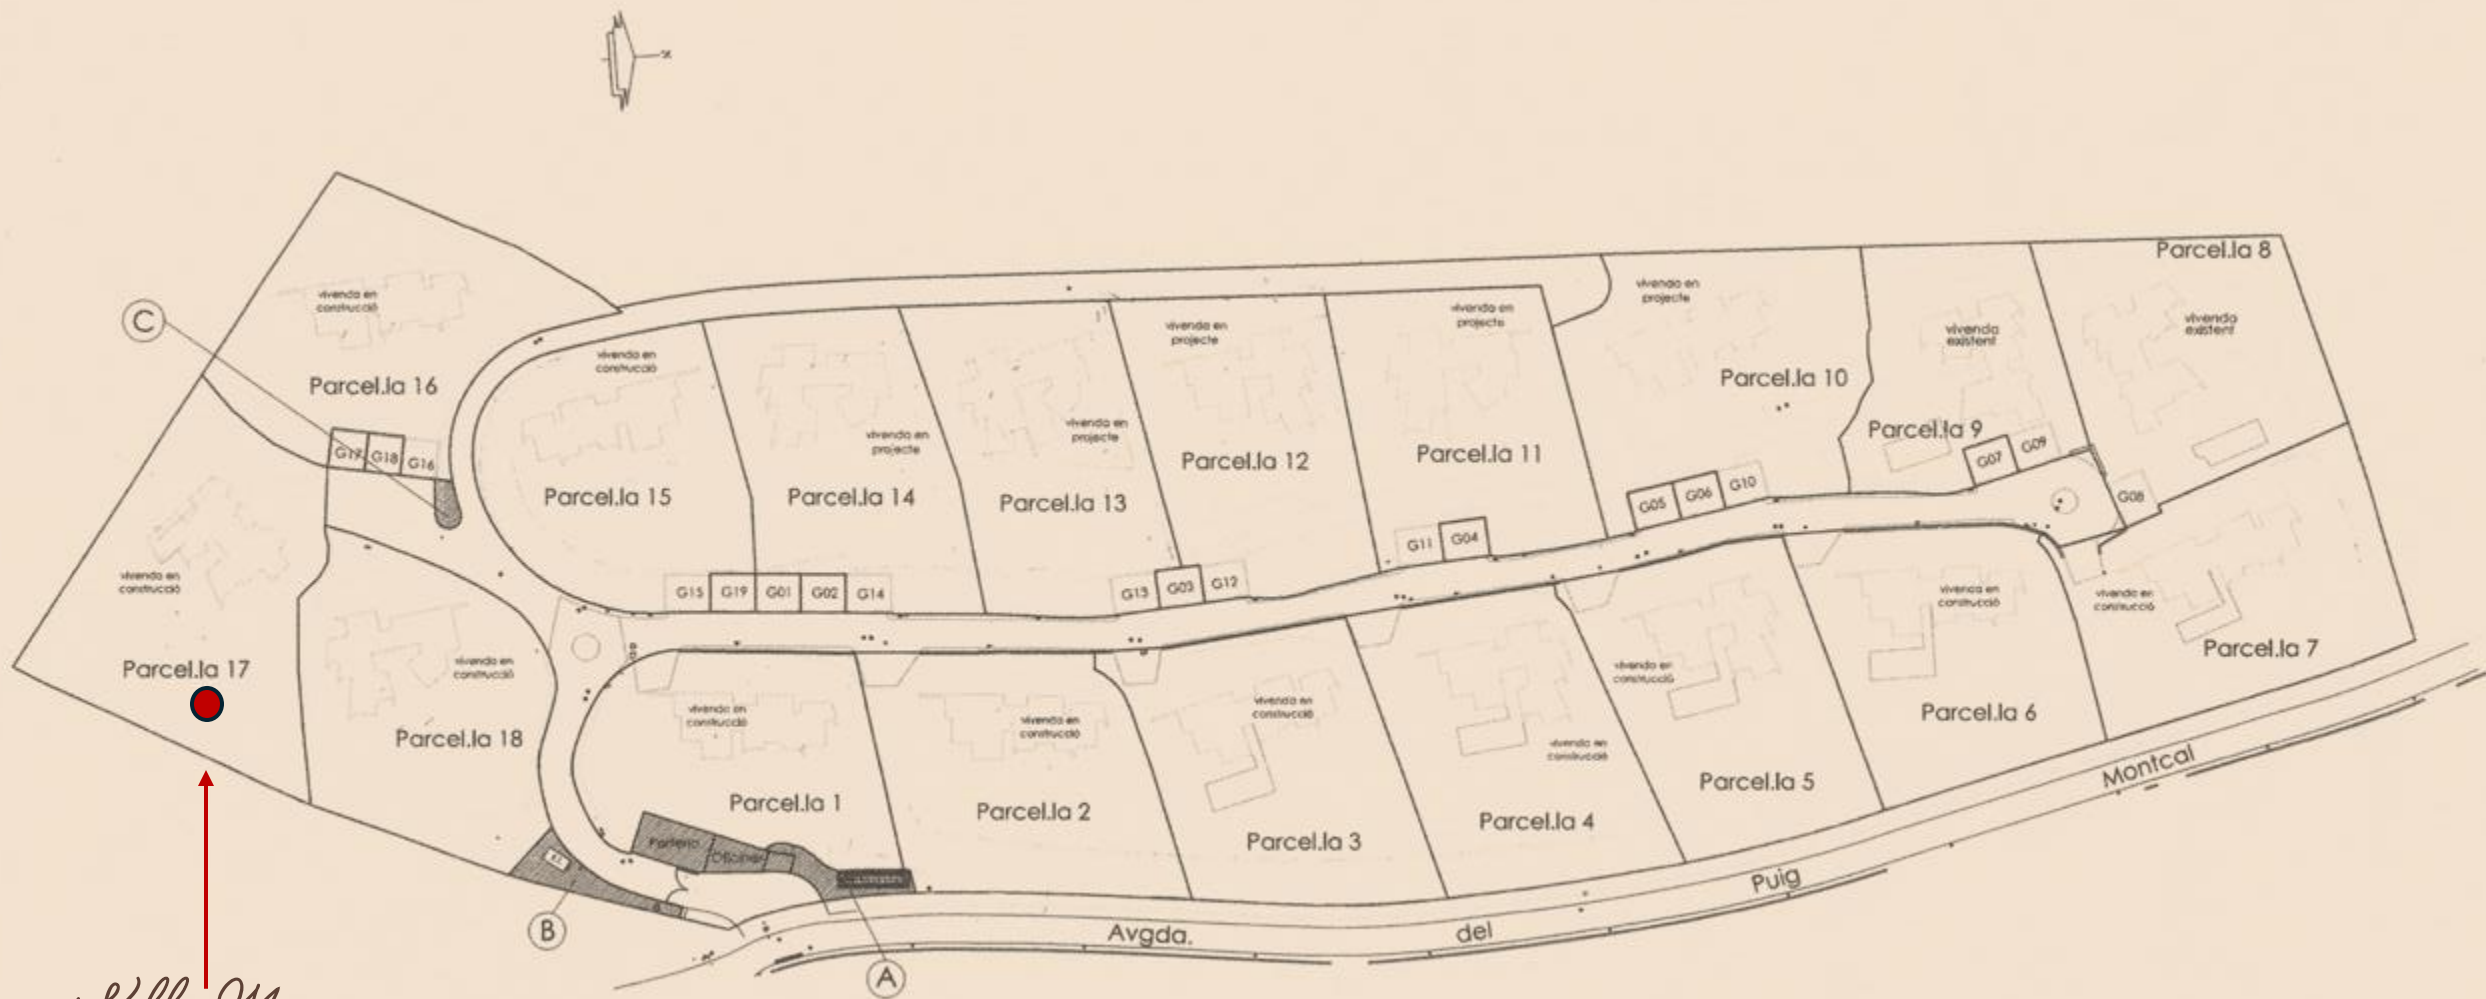 Parcel.la 8
vivenda en
projecte
vivenda en
construcció
C
vivenda en
projecte
vivenda
existent
vivenda en
projecte
vivenda
existent
vivenda en
construcció
Parcel.la 16
Parcel.la 10
vivenda en
projecte
vivenda en
projecte
Parcel.la 9
G17
G18
G16
Parcel.la 12
Parcel.la 11
G07
G09
Parcel.la 15
Parcel.la 14
Parcel.la 13
G05
G06
G10
G08
G11
G04
vivenda en
construcció
G15
G19
G01
G02
G14
G13
G03
G12
vivenda en
construcció
vivenda en
construcció
Parcel.la 17
vivenda en
construcció
vivenda en
construcció
Parcel.la 7
vivenda en
construcció
vivenda en
construcció
vivenda en
construcció
Parcel.la 6
Parcel.la 18
vivenda en
construcció
Parcel.la 5
Parcel.la 1
Parcel.la 2
Parcel.la 4
Parcel.la 3
Porteria
B
A
Avgda. del Puig Montcal